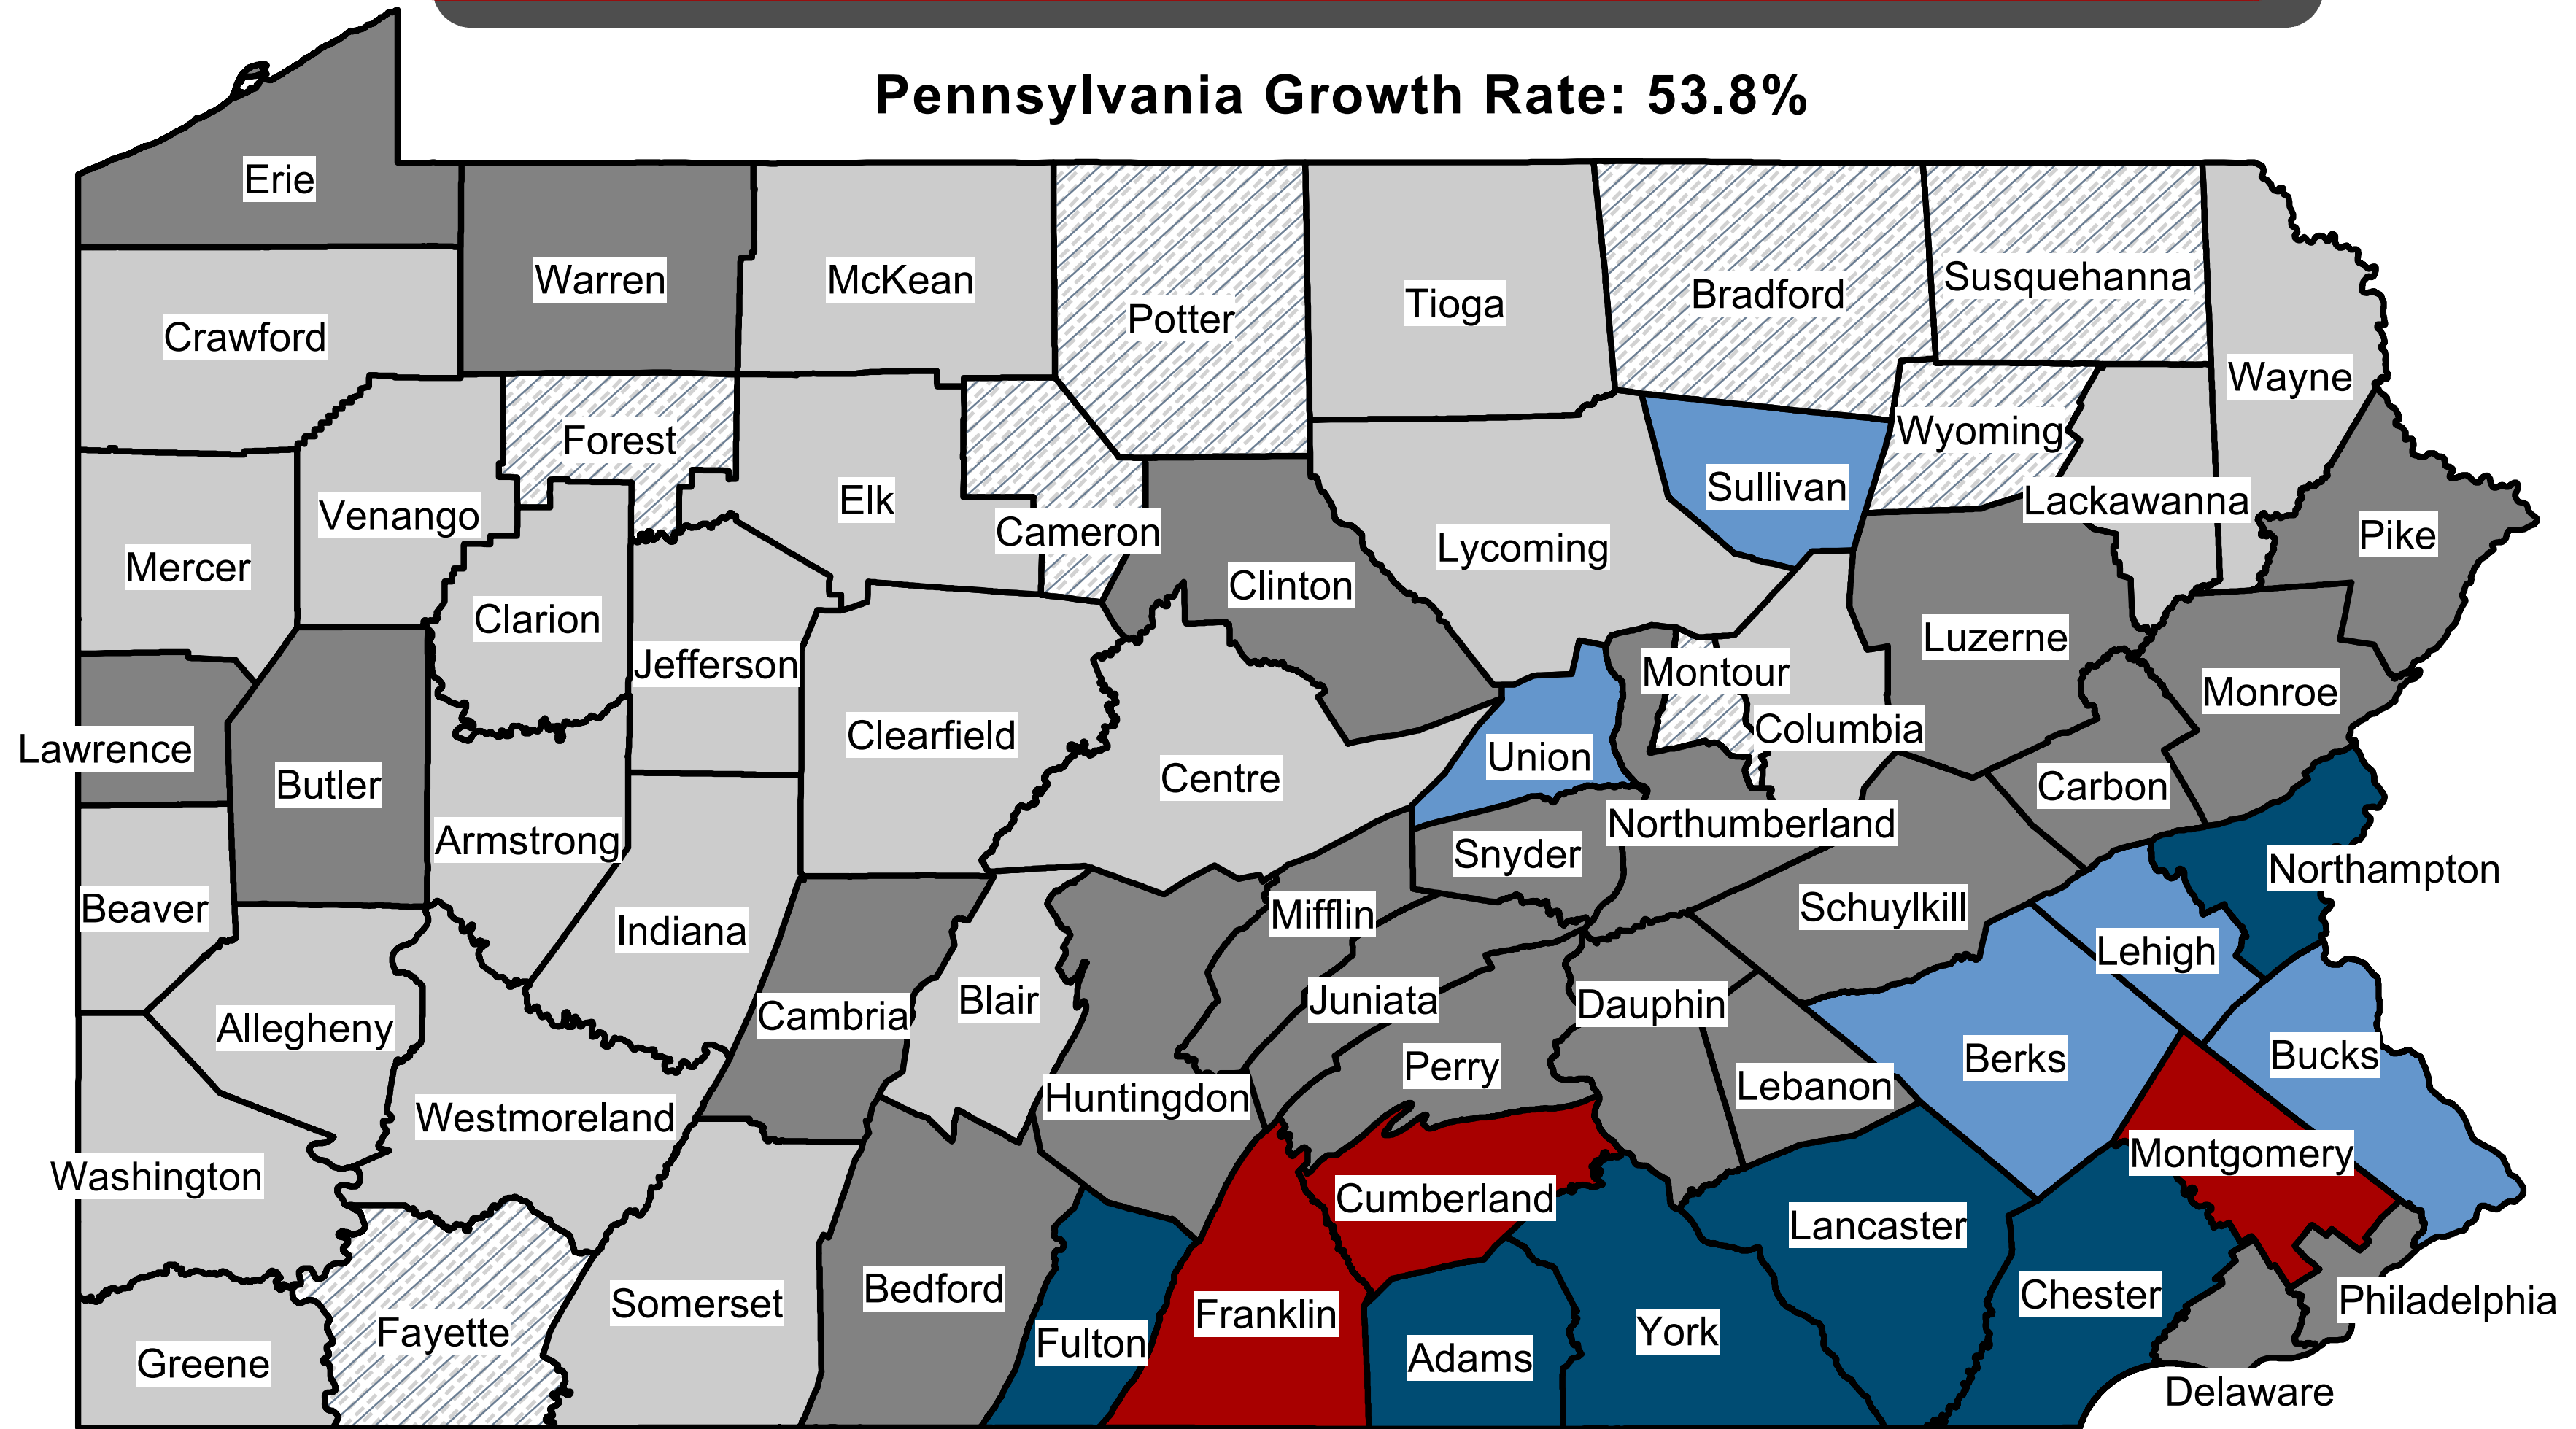 Pennsylvania Growth Rate: 53.8%
Erie
Warren
McKean
Potter
Tioga
Bradford
Susquehanna
Crawford
Wayne
Forest
Wyoming
Venango
Elk
Cameron
Sullivan
Lackawanna
Mercer
Lycoming
Pike
Clarion
Clinton
Jefferson
Montour
Luzerne
Monroe
Lawrence
Butler
Clearfield
Centre
Union
Columbia
Carbon
Armstrong
Snyder
Northumberland
Northampton
Beaver
Indiana
Mifflin
Schuylkill
Lehigh
Allegheny
Cambria
Blair
Juniata
Dauphin
Berks
Bucks
Westmoreland
Huntingdon
Perry
Lebanon
Washington
Cumberland
Lancaster
Montgomery
Greene
Fayette
Somerset
Bedford
Fulton
Franklin
Adams
York
Chester
Philadelphia
Delaware